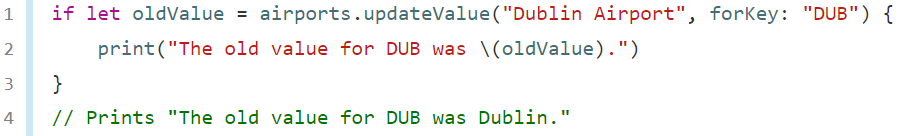 1 if let oldValue = airports.updateValue("Dublin Airport", forKey: "DUB") {
2     print("The old value for DUB was \(oldValue).")
3 }
4 // Prints "The old value for DUB was Dublin."